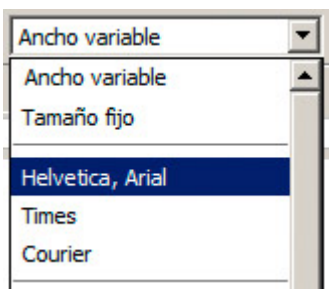 Ancho variable
Ancho variable
Tamaño fijo
Helvetica, Arial
Times
Courier